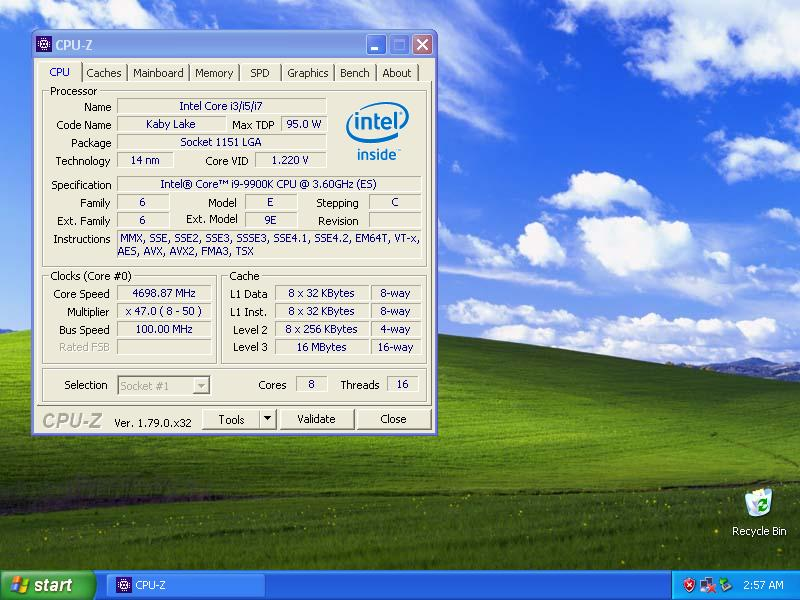 CPU-Z
CPU Caches Mainboard Memory SPD Graphics Bench About
Processor
Name Intel Core i3/i5/i7
Code Name Kaby Lake Max TDP 95.0 W
Package Socket 1151 LGA
Technology 14 nm Core VID 1.220 V
intel inside™
Specification Intel® Core™ i9-9900K CPU @ 3.60GHz (ES)
Family 6 Model E Stepping C
Ext. Family 6 Ext. Model 9E Revision
Instructions MMX, SSE, SSE2, SSE3, SSSE3, SSE4.1, SSE4.2, EM64T, VT-x,
AES, AVX, AVX2, FMA3, TSX
Clocks (Core #0)
Core Speed 4698.87 MHz
Multiplier x 47.0 ( 8 - 50 )
Bus Speed 100.00 MHz
Rated FSB
Cache
L1 Data 8 x 32 KBytes 8-way
L1 Inst. 8 x 32 KBytes 8-way
Level 2 8 x 256 KBytes 4-way
Level 3 16 MBytes 16-way
Selection Socket #1 Cores 8 Threads 16
CPU-Z Ver. 1.79.0.x32 Tools Validate Close
Recycle Bin
start CPU-Z 2:57 AM